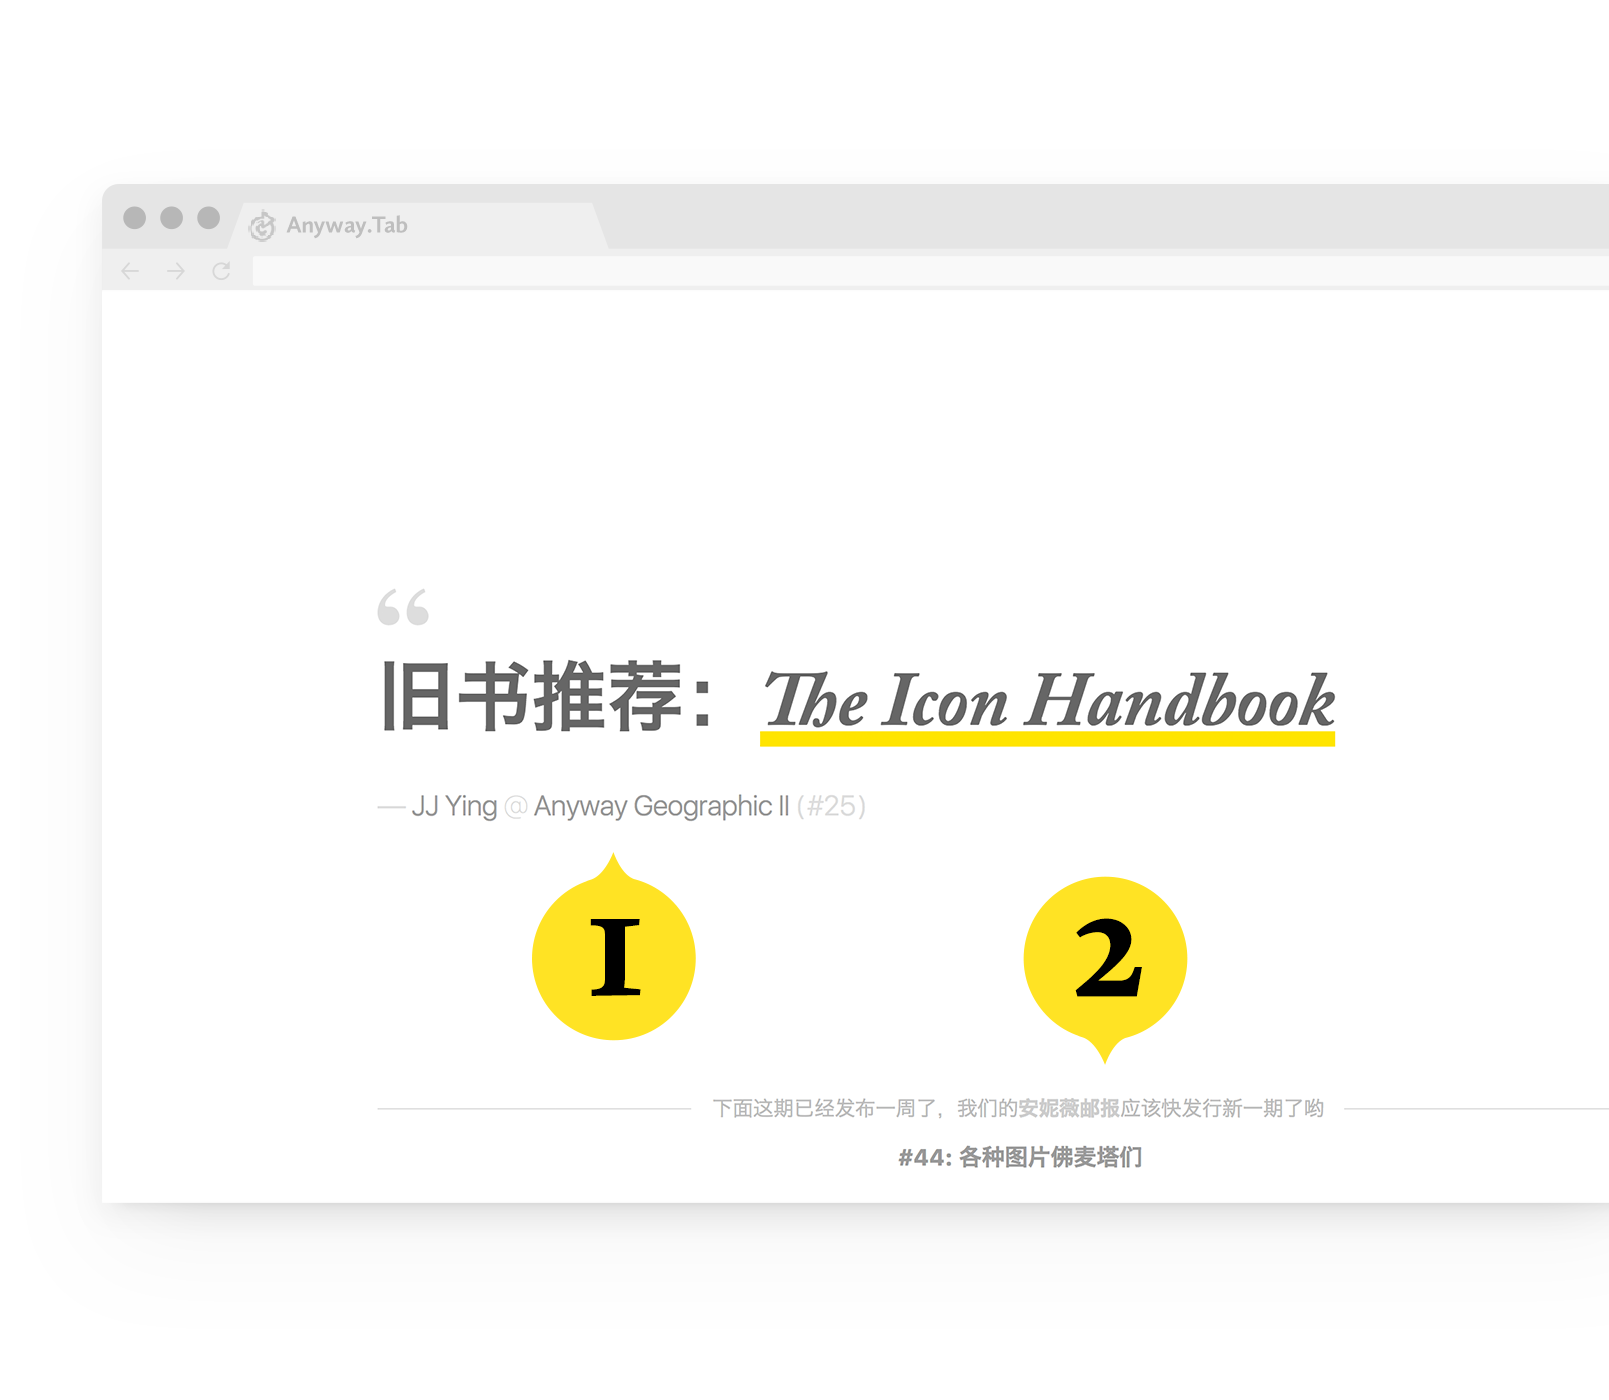 Anyway.Tab
“
旧书推荐：The Icon Handbook
— JJ Ying @ Anyway Geographic II (#25)
1 2
下面这期已经发布一周了，我们的安妮薇邮报应该快发行新一期了哟
#44: 各种图片佛麦塔们